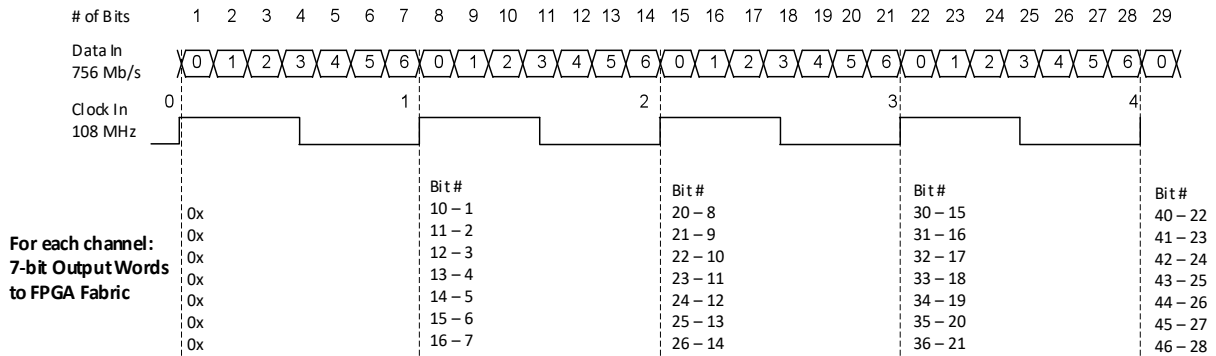 # of Bits 1 2 3 4 5 6 7 8 9 10 11 12 13 14 15 16 17 18 19 20 21 22 23 24 25 26 27 28 29
Data In 0 1 2 3 4 5 6 0 1 2 3 4 5 6 0 1 2 3 4 5 6 0 1 2 3 4 5 6 0
756 Mb/s
Clock In 0 1 2 3 4
108 MHz
Bit # Bit # Bit # Bit #
0x 10 – 1 20 – 8 30 – 15 40 – 22
0x 11 – 2 21 – 9 31 – 16 41 – 23
0x 12 – 3 22 – 10 32 – 17 42 – 24
0x 13 – 4 23 – 11 33 – 18 43 – 25
0x 14 – 5 24 – 12 34 – 19 44 – 26
0x 15 – 6 25 – 13 35 – 20 45 – 27
0x 16 – 7 26 – 14 36 – 21 46 – 28
For each channel:
7-bit Output Words
to FPGA Fabric